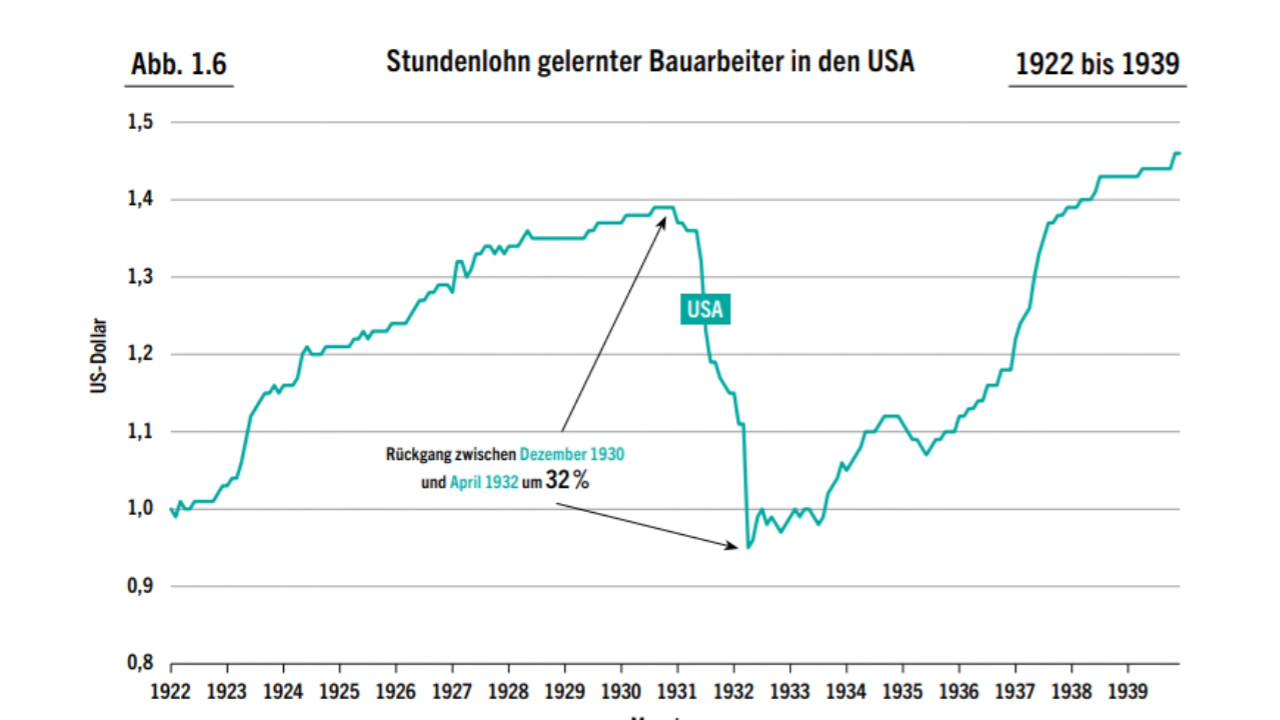 Abb. 1.6
Stundenlohn gelernter Bauarbeiter in den USA
1922 bis 1939
1,5
1,4
1,3
1,2
1,1
1,0
0,9
0,8
US-Dollar
USA
Rückgang zwischen Dezember 1930
und April 1932 um 32 %
1922 1923 1924 1925 1926 1927 1928 1929 1930 1931 1932 1933 1934 1935 1936 1937 1938 1939